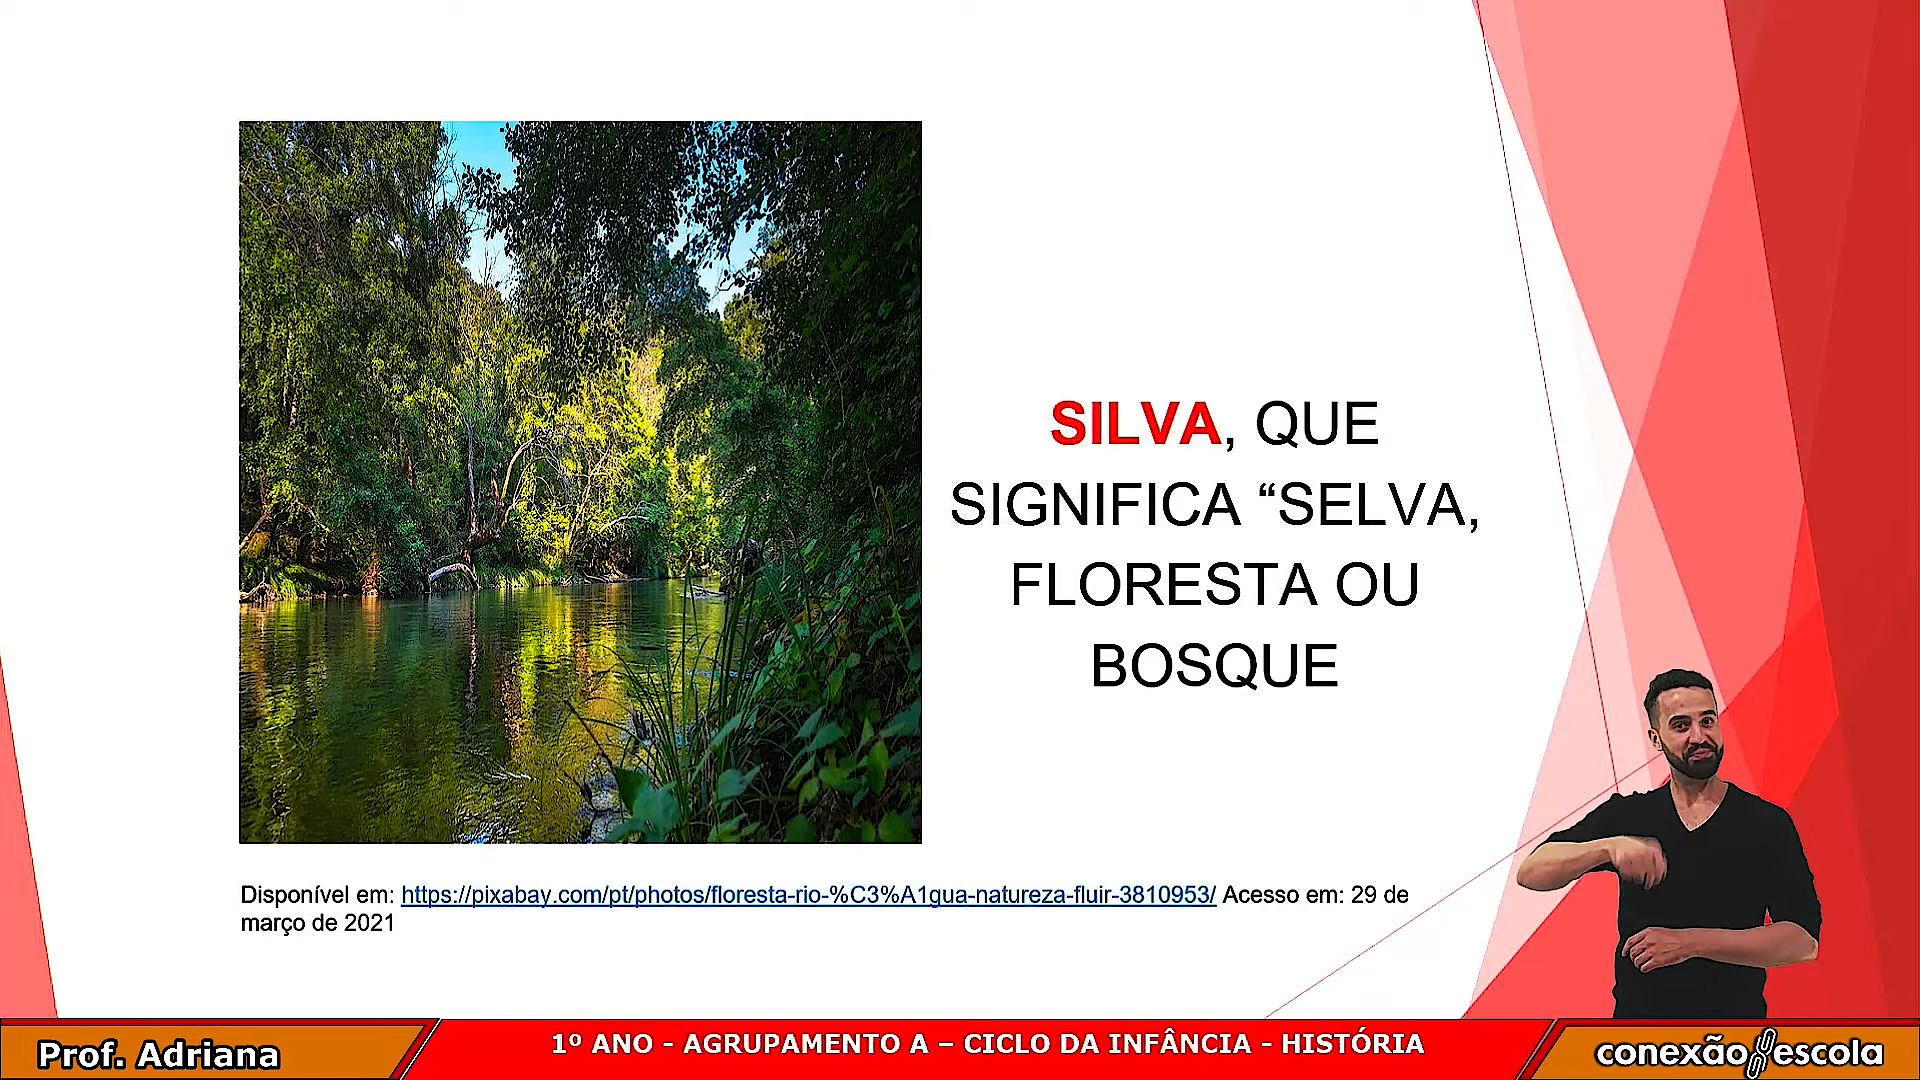 SILVA, QUE
SIGNIFICA “SELVA,
FLORESTA OU
BOSQUE
Disponível em: https://pixabay.com/pt/photos/floresta-rio-%C3%A1gua-natureza-fluir-3810953/ Acesso em: 29 de
março de 2021
Prof. Adriana
1º ANO - AGRUPAMENTO A – CICLO DA INFÂNCIA - HISTÓRIA
conexão escola